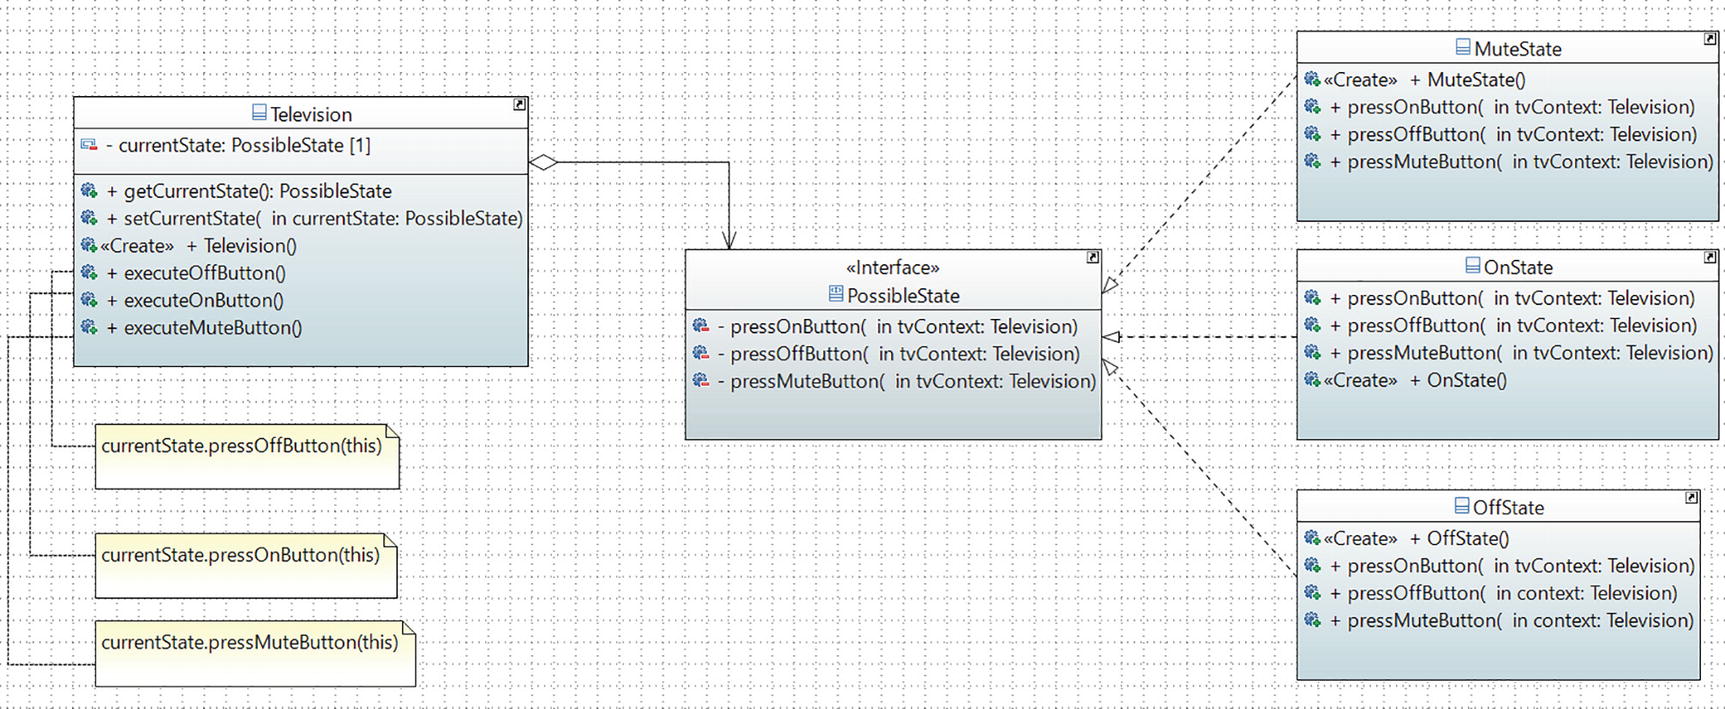 Television
- currentState: PossibleState [1]
+ getCurrentState(): PossibleState
+ setCurrentState( in currentState: PossibleState)
«Create» + Television()
+ executeOffButton()
+ executeOnButton()
+ executeMuteButton()
currentState.pressOffButton(this)
currentState.pressOnButton(this)
currentState.pressMuteButton(this)
«Interface»
PossibleState
- pressOnButton( in tvContext: Television)
- pressOffButton( in tvContext: Television)
- pressMuteButton( in tvContext: Television)
MuteState
«Create» + MuteState()
+ pressOnButton( in tvContext: Television)
+ pressOffButton( in tvContext: Television)
+ pressMuteButton( in tvContext: Television)
OnState
+ pressOnButton( in tvContext: Television)
+ pressOffButton( in tvContext: Television)
+ pressMuteButton( in tvContext: Television)
«Create» + OnState()
OffState
«Create» + OffState()
+ pressOnButton( in tvContext: Television)
+ pressOffButton( in context: Television)
+ pressMuteButton( in context: Television)